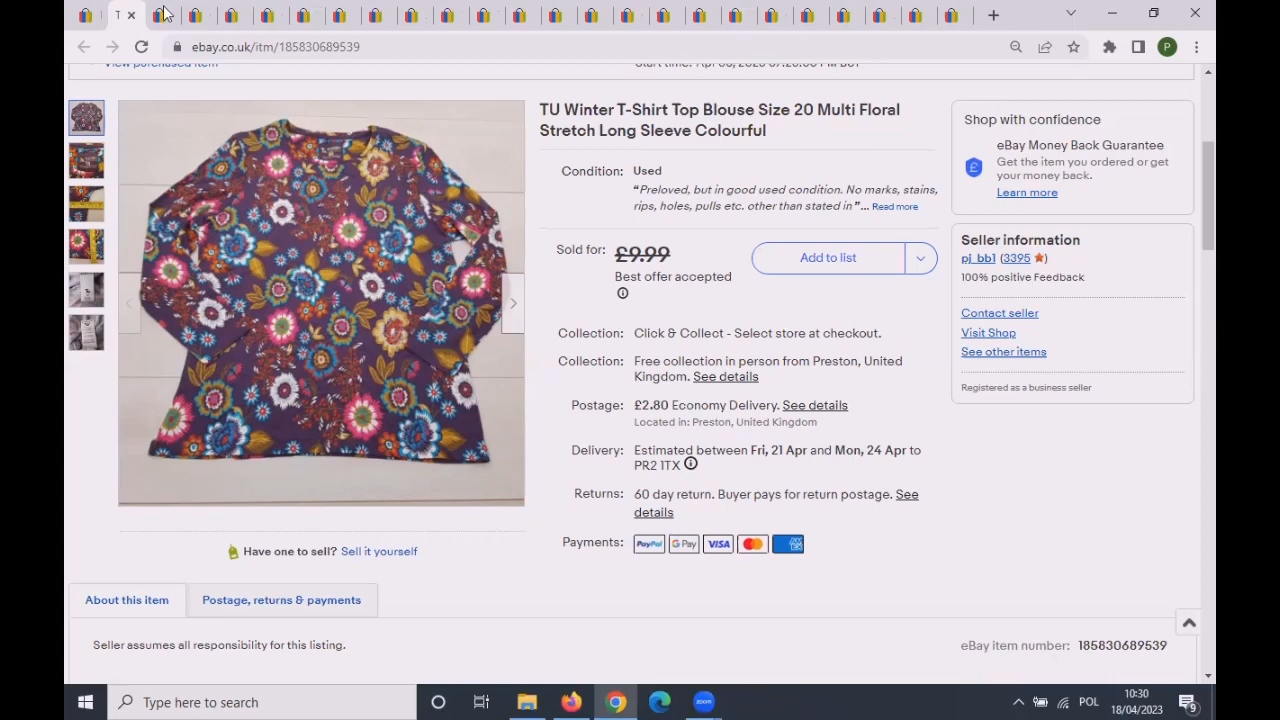 T
ebay.co.uk/itm/185830689539
P
View purchased item
TU Winter T-Shirt Top Blouse Size 20 Multi Floral
Stretch Long Sleeve Colourful
Condition: Used
“Preloved, but in good used condition. No marks, stains,
rips, holes, pulls etc. other than stated in ”... Read more
Sold for: £9.99
Best offer accepted
Add to list
Collection: Click & Collect - Select store at checkout.
Collection: Free collection in person from Preston, United
Kingdom. See details
Postage: £2.80 Economy Delivery. See details
Located in: Preston, United Kingdom
Delivery: Estimated between Fri, 21 Apr and Mon, 24 Apr to
PR2 1TX
Returns: 60 day return. Buyer pays for return postage. See
details
Payments: PayPal G Pay VISA
Shop with confidence
eBay Money Back Guarantee
Get the item you ordered or get
your money back.
Learn more
Seller information
pj_bb1 (3395 )
100% positive Feedback
Contact seller
Visit Shop
See other items
Registered as a business seller
Have one to sell? Sell it yourself
About this item
Postage, returns & payments
Seller assumes all responsibility for this listing.
eBay item number: 185830689539
Type here to search
zoom
POL
10:30
18/04/2023
9